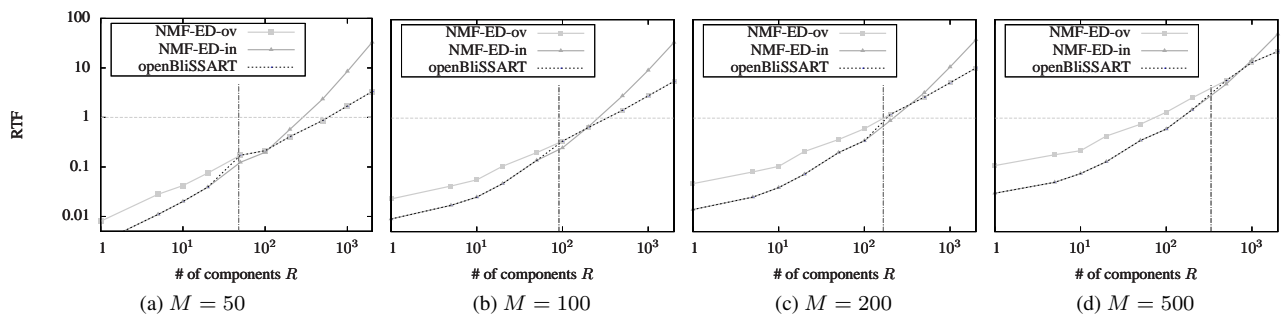 RTF
100
10
1
0.1
0.01
NMF-ED-ov
NMF-ED-in
openBliSSART
1 10¹ 10² 10³
# of components R
(a) M = 50
NMF-ED-ov
NMF-ED-in
openBliSSART
1 10¹ 10² 10³
# of components R
(b) M = 100
NMF-ED-ov
NMF-ED-in
openBliSSART
1 10¹ 10² 10³
# of components R
(c) M = 200
NMF-ED-ov
NMF-ED-in
openBliSSART
1 10¹ 10² 10³
# of components R
(d) M = 500